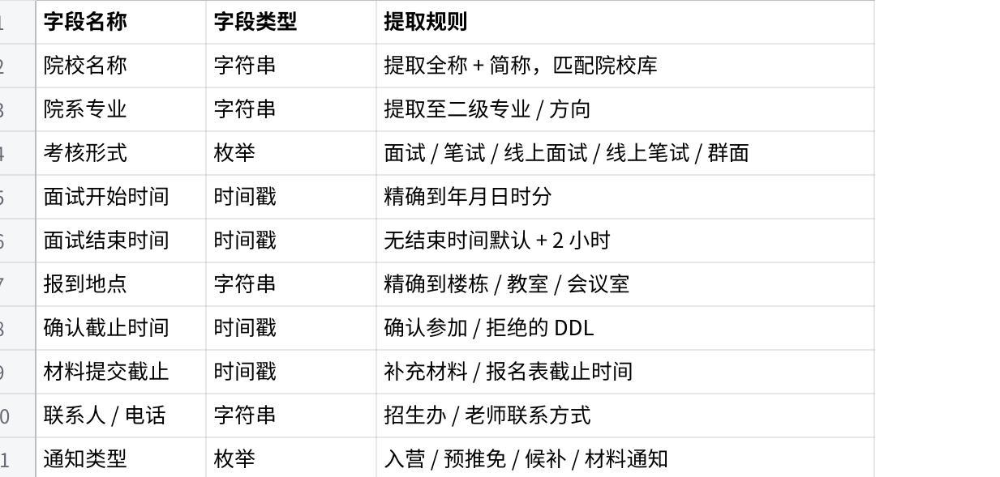 1 字段名称 字段类型 提取规则
2 院校名称 字符串 提取全称 + 简称，匹配院校库
3 院系专业 字符串 提取至二级专业 / 方向
4 考核形式 枚举 面试 / 笔试 / 线上面试 / 线上笔试 / 群面
5 面试开始时间 时间戳 精确到年月日时分
6 面试结束时间 时间戳 无结束时间默认 + 2 小时
7 报到地点 字符串 精确到楼栋 / 教室 / 会议室
8 确认截止时间 时间戳 确认参加 / 拒绝的 DDL
9 材料提交截止 时间戳 补充材料 / 报名表截止时间
0 联系人 / 电话 字符串 招生办 / 老师联系方式
1 通知类型 枚举 入营 / 预推免 / 候补 / 材料通知